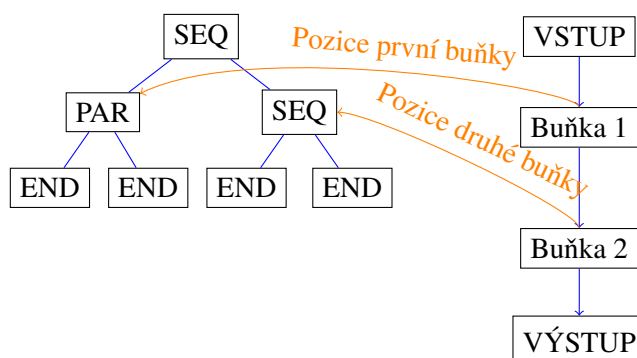 SEQ
Pozice první buňky
VSTUP
PAR
SEQ
Pozice druhé buňky
Buňka 1
END
END
END
END
Buňka 2
VÝSTUP